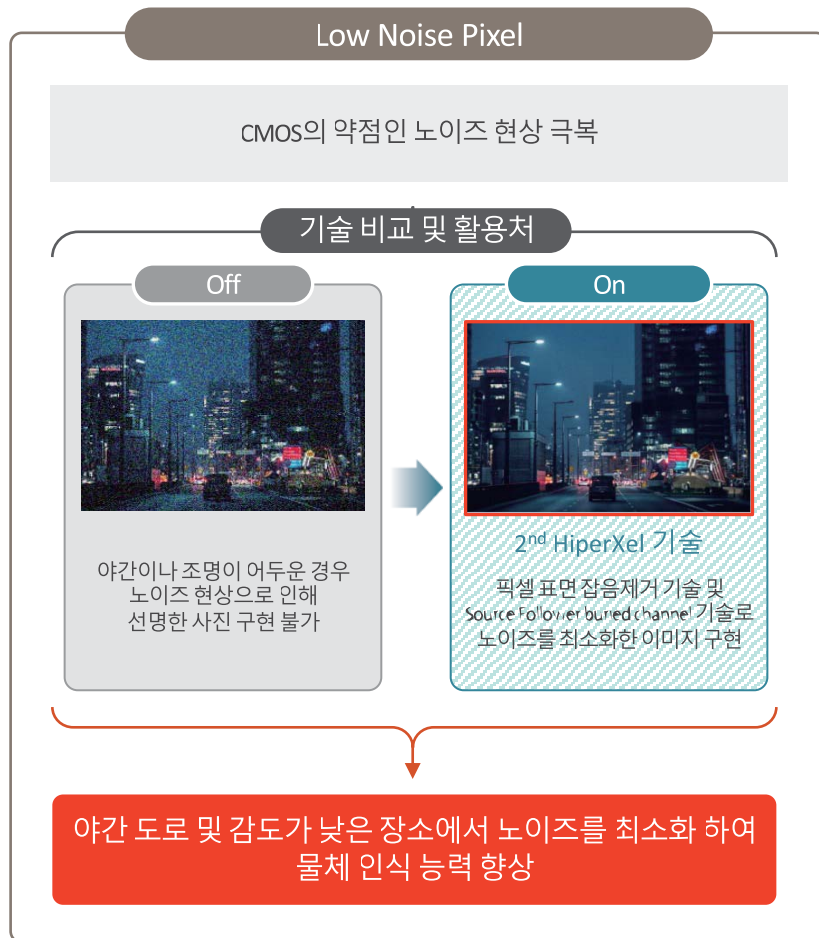 Low Noise Pixel
CMOS의 약점인 노이즈 현상 극복
기술 비교 및 활용처
Off
On
야간이나 조명이 어두운 경우
노이즈 현상으로 인해
선명한 사진 구현 불가
2nd HiperXel 기술
픽셀 표면 잡음제거 기술 및
Source Follower buried channel 기술로
노이즈를 최소화한 이미지 구현
야간 도로 및 감도가 낮은 장소에서 노이즈를 최소화 하여
물체 인식 능력 향상